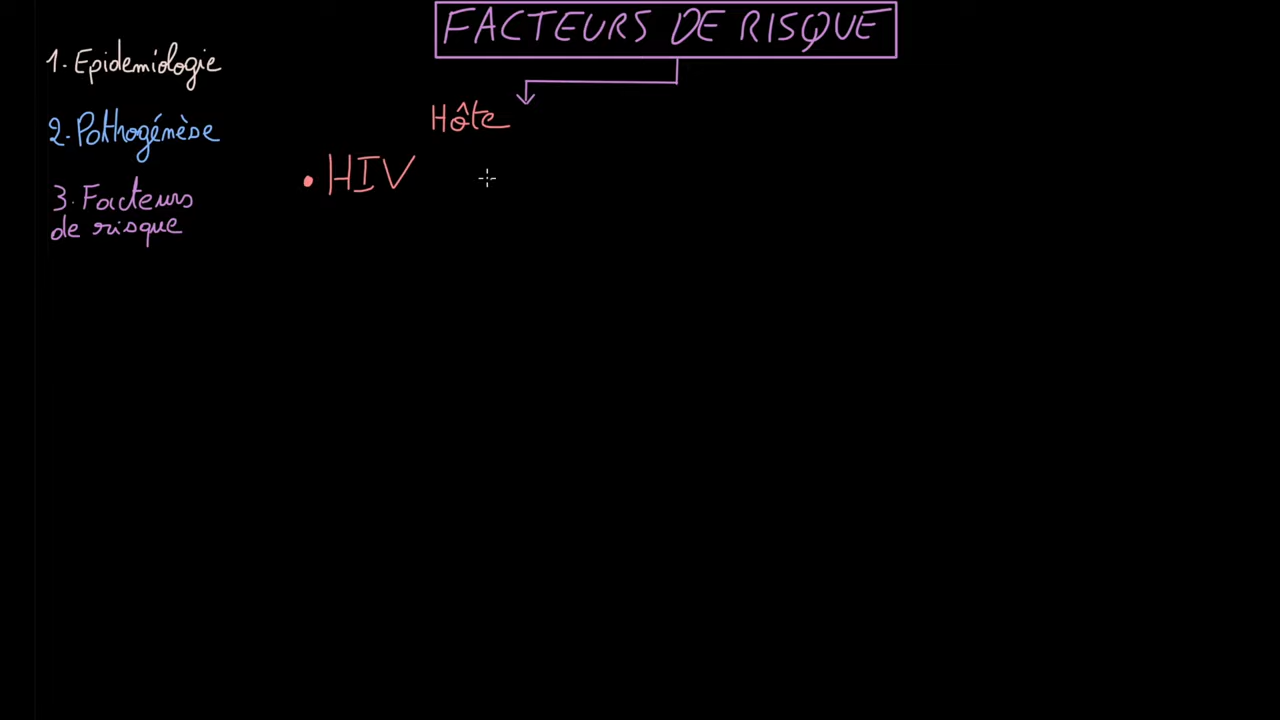 FACTEURS DE RISQUE
1. Epidemiologie
2. Pathogénèse
3. Facteurs
de risque
Hôte
• HIV